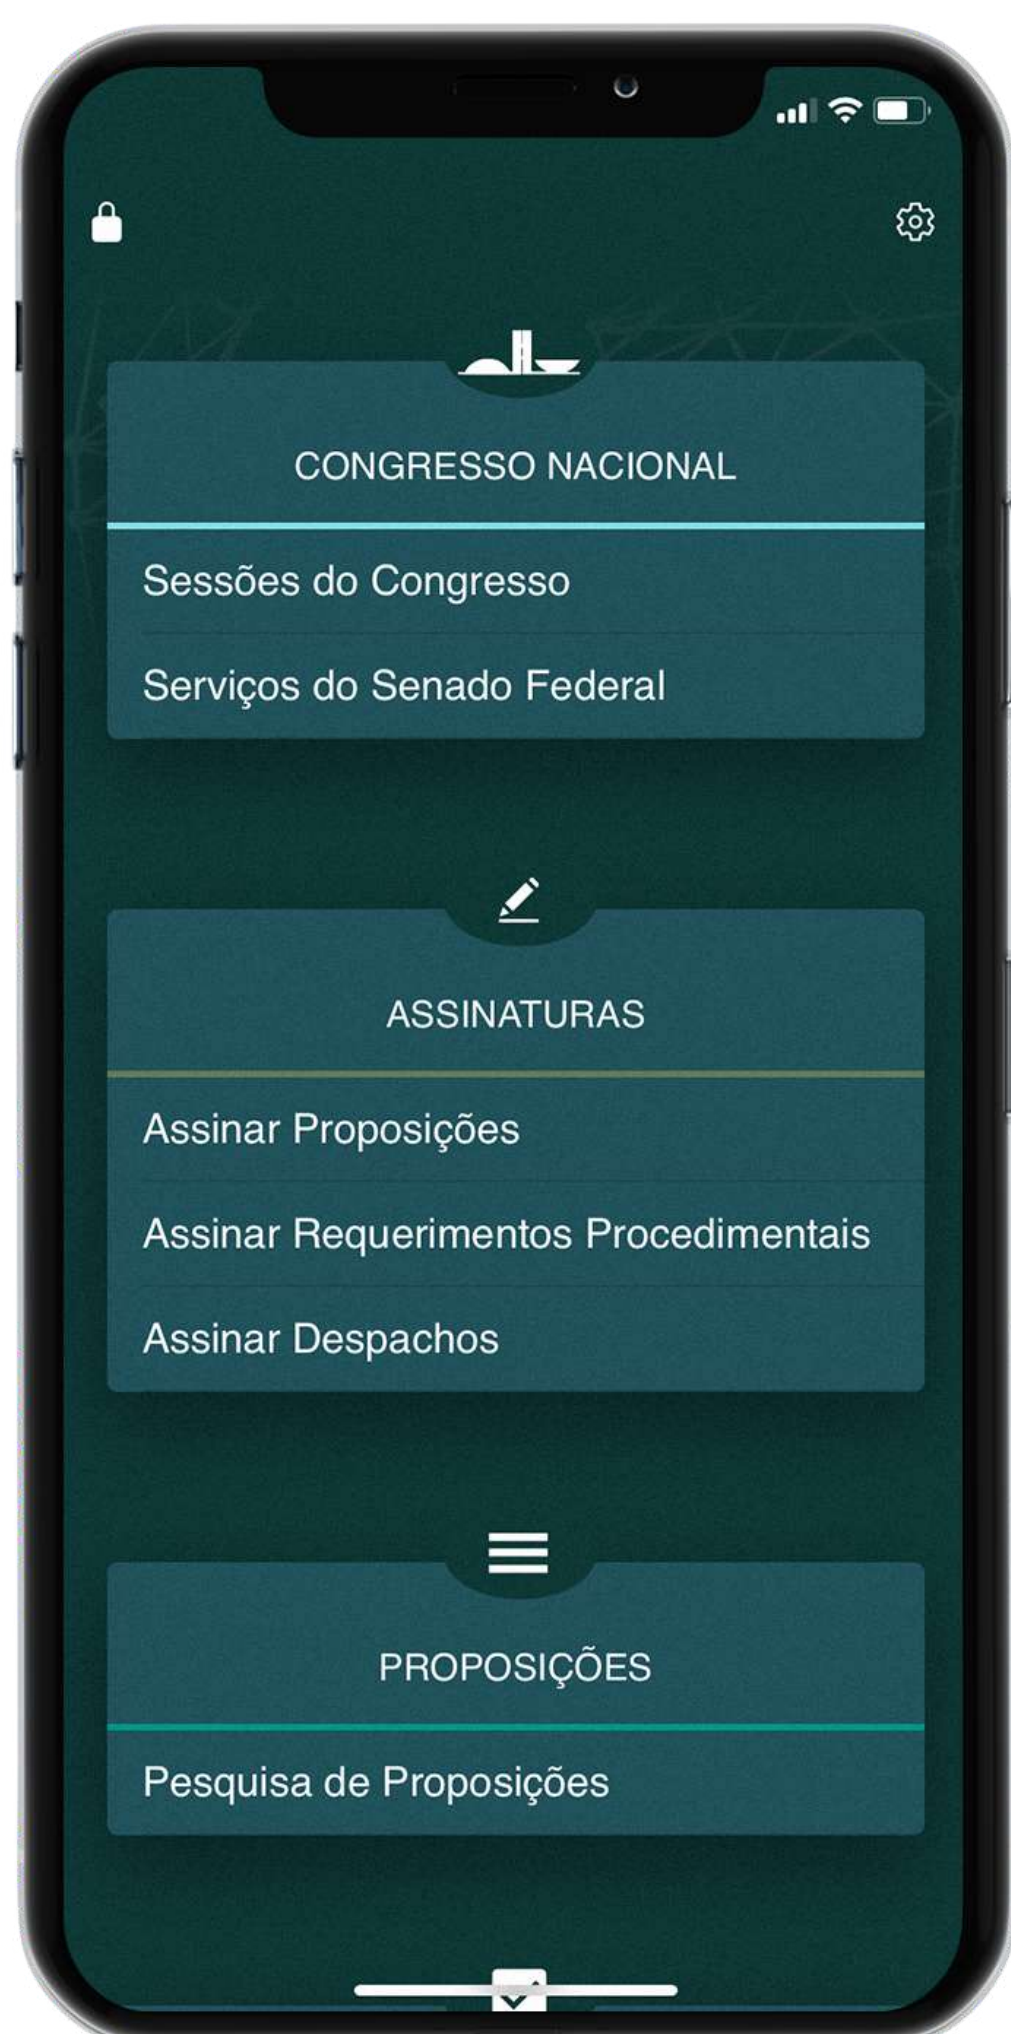 CONGRESSO NACIONAL
Sessões do Congresso
Serviços do Senado Federal
ASSINATURAS
Assinar Proposições
Assinar Requerimentos Procedimentais
Assinar Despachos
PROPOSIÇÕES
Pesquisa de Proposições